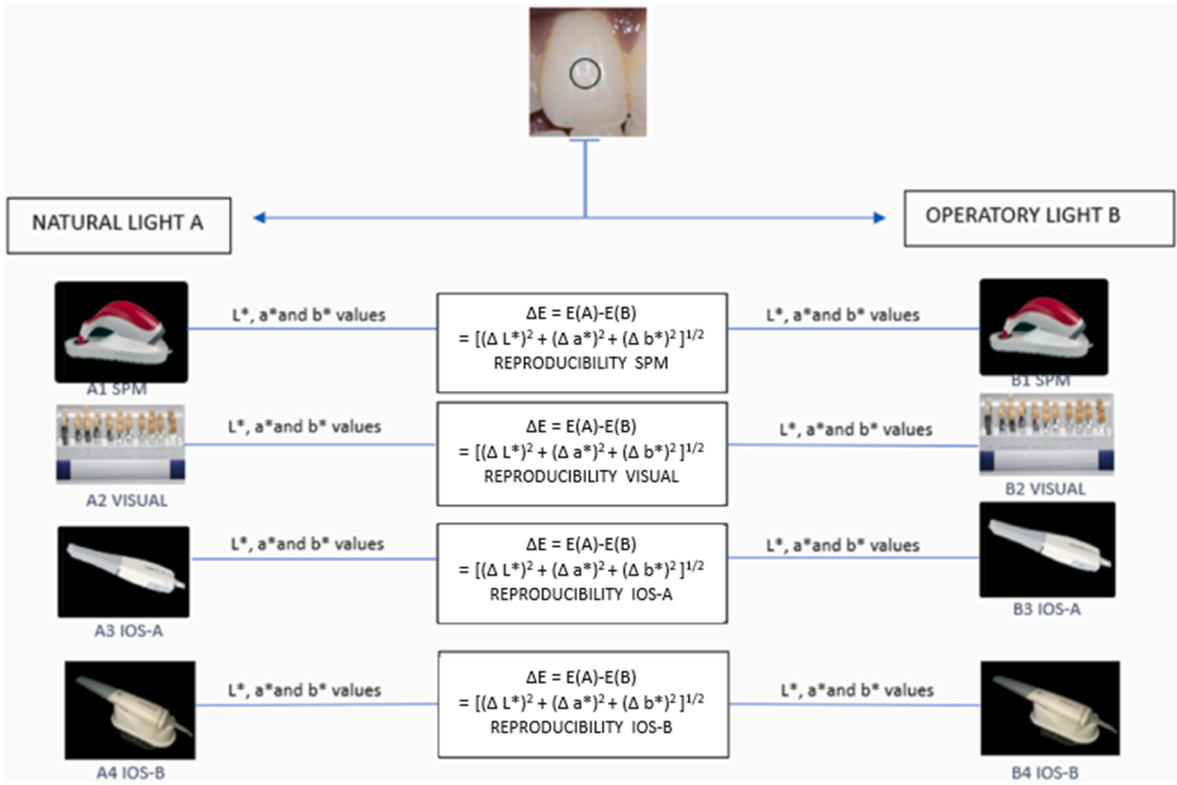 NATURAL LIGHT A
OPERATORY LIGHT B
L*, a*and b* values
ΔE = E(A)-E(B)
= [(Δ L*)² + (Δ a*)² + (Δ b*)² ]¹/²
REPRODUCIBILITY SPM
L*, a*and b* values
A1 SPM
B1 SPM
L*, a*and b* values
ΔE = E(A)-E(B)
= [(Δ L*)² + (Δ a*)² + (Δ b*)² ]¹/²
REPRODUCIBILITY VISUAL
L*, a*and b* values
A2 VISUAL
B2 VISUAL
L*, a*and b* values
ΔE = E(A)-E(B)
= [(Δ L*)² + (Δ a*)² + (Δ b*)² ]¹/²
REPRODUCIBILITY IOS-A
L*, a*and b* values
A3 IOS-A
B3 IOS-A
L*, a*and b* values
ΔE = E(A)-E(B)
= [(Δ L*)² + (Δ a*)² + (Δ b*)² ]¹/²
REPRODUCIBILITY IOS-B
L*, a*and b* values
A4 IOS-B
B4 IOS-B